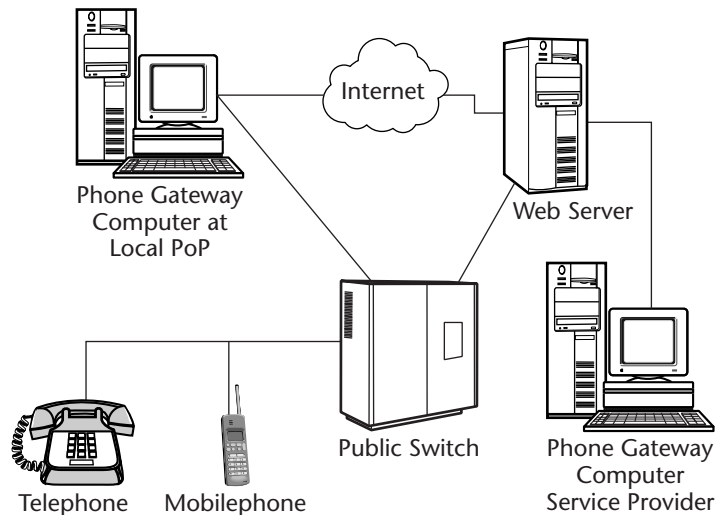 Internet
Phone Gateway
Computer at
Local PoP
Web Server
Public Switch
Phone Gateway
Computer
Service Provider
Telephone
Mobilephone